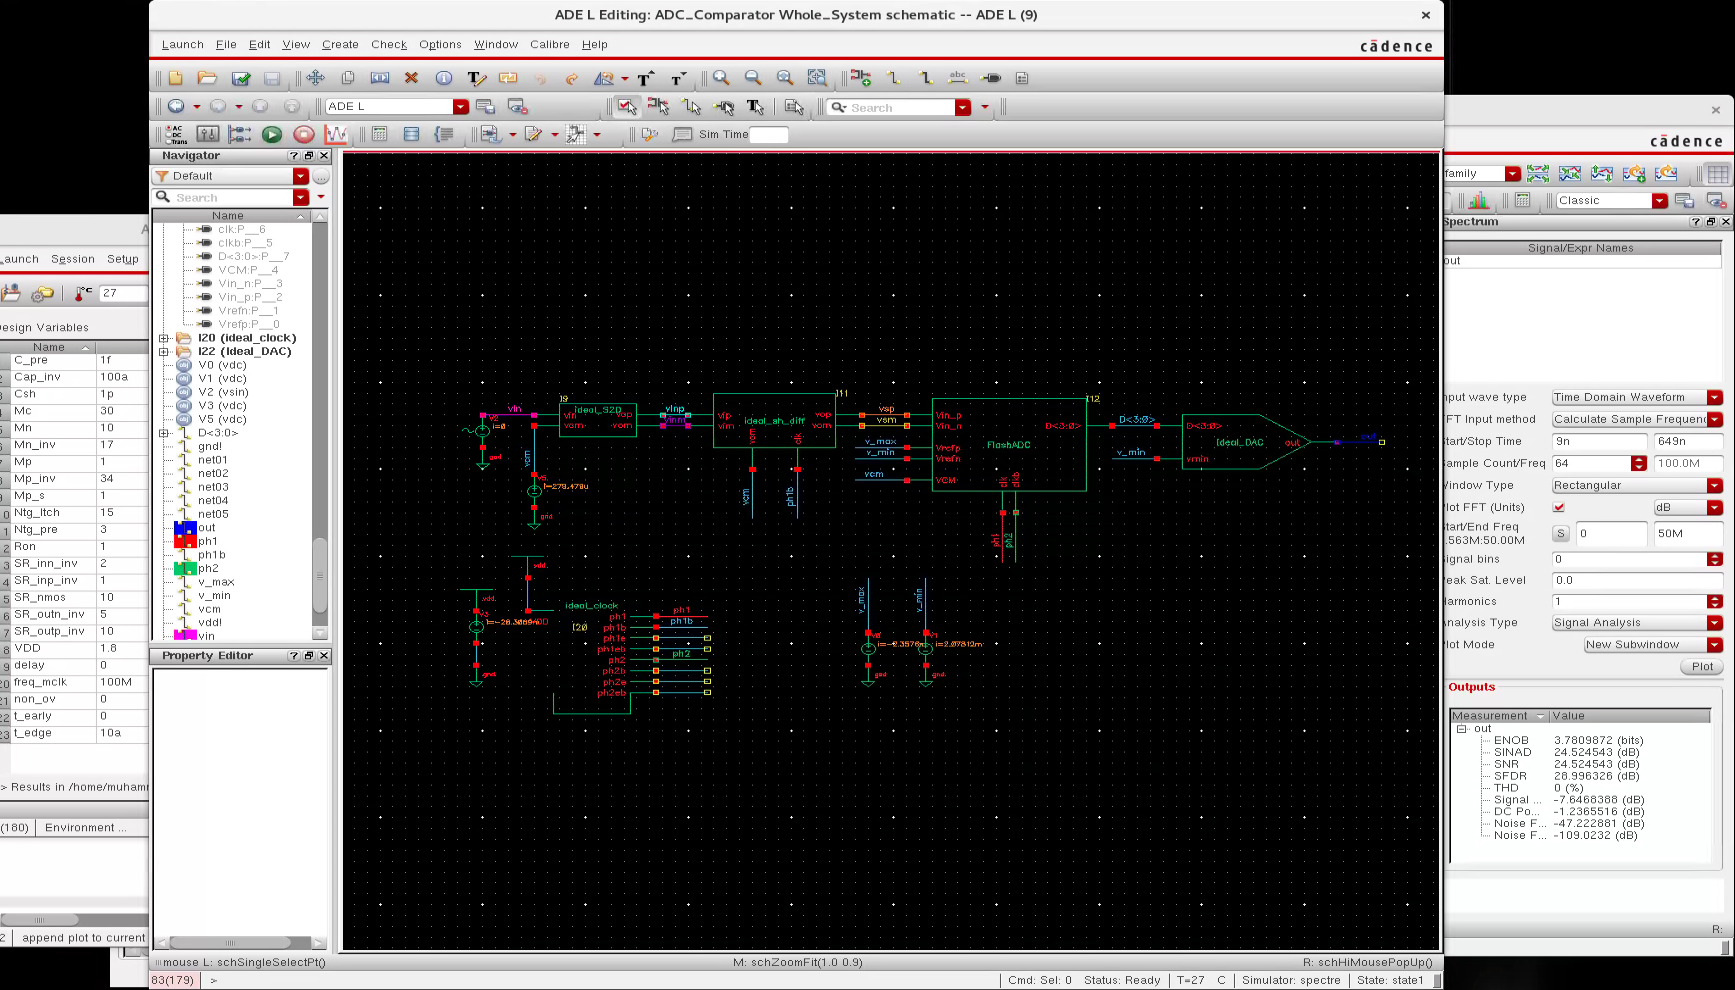 ADE L Editing: ADC_Comparator Whole_System schematic -- ADE L (9)
Launch File Edit View Create Check Options Window Calibre Help
cādence
ADE L
Search
Sim Time
Navigator
Default
Search
Name
clk:P__6
clkb:P__5
D<3:0>:P__7
VCM:P__4
Vin_n:P__3
Vin_p:P__2
Vrefn:P__1
Vrefp:P__0
I20 (ideal_clock)
I22 (Ideal_DAC)
V0 (vdc)
V1 (vdc)
V2 (vsin)
V3 (vdc)
V5 (vdc)
D<3:0>
gnd!
net01
net02
net03
net04
net05
out
ph1
ph1b
ph2
v_max
v_min
vcm
vdd!
vin
Property Editor
aunch Session Setup
27
esign Variables
Name
C_pre 1f
Cap_inv 100a
Csh 1p
Mc 30
Mn 10
Mn_inv 17
Mp 1
Mp_inv 34
Mp_s 1
Ntg_ltch 15
Ntg_pre 3
Ron 1
SR_inn_inv 2
SR_inp_inv 1
SR_nmos 10
SR_outn_inv 5
SR_outp_inv 10
VDD 1.8
delay 0
freq_mclk 100M
non_ov 0
t_early 0
t_edge 10a
> Results in /home/muhamm
(180) Environment ...
2 append plot to current
vin
i=0
gnd
I9
ideal_S2D
vin
vcm
vop
vom
vinp
vinm
vcm
gnd
I11
ideal_sh_diff
vip
vim
vop
vom
vcm
clk
vcm
ph1b
vsp
vsm
v_max
v_min
vcm
I12
FlashADC
Vin_p
Vin_n
Vrefp
Vrefn
VCM
D<3:0>
clk
clkb
ph1
ph2
D<3:0>
v_min
D<3:0>
vmin
Ideal_DAC
out
out
vdd
vdd
gnd
ideal_clock
I20
ph1
ph1b
ph1e
ph1eb
ph2
ph2b
ph2e
ph2eb
ph1
ph1b
ph2
v_max
v_min
i=2.07812m
gnd
gnd
mouse L: schSingleSelectPt()
M: schZoomFit(1.0 0.9)
R: schHiMousePopUp()
83(179) >
Cmd: Sel: 0 Status: Ready T=27 C Simulator: spectre State: state1
cādence
family
Classic
Spectrum
Signal/Expr Names
out
nput wave type Time Domain Waveform
FT Input method Calculate Sample Frequenc
tart/Stop Time 9n 649n
ample Count/Freq 64 100.0M
Window Type Rectangular
lot FFT (Units) dB
tart/End Freq S 0 50M
.563M:50.00M
ignal bins 0
eak Sat. Level 0.0
armonics 1
nalysis Type Signal Analysis
lot Mode New Subwindow
Plot
Outputs
Measurement Value
out
ENOB 3.7809872 (bits)
SINAD 24.524543 (dB)
SNR 24.524543 (dB)
SFDR 28.996326 (dB)
THD 0 (%)
Signal ... -7.6468388 (dB)
DC Po... -1.2365516 (dB)
Noise F... -47.222881 (dB)
Noise F... -109.0232 (dB)
R: